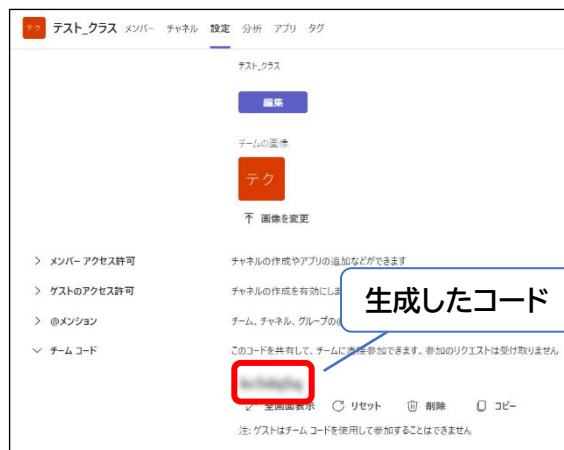 テク テスト_クラス メンバー チャネル 設定 分析 アプリ タグ
テスト_クラス
編集
チームの画像
テク
画像を変更
メンバー アクセス許可 チャネルの作成やアプリの追加などができます
ゲストのアクセス許可 チャネルの作成を有効にしま
@メンション チーム、チャネル、グループの@
生成したコード
チーム コード このコードを共有して、チームに直接参加できます。参加のリクエストは受け取りません
全画面表示 リセット 削除 コピー
注: ゲストはチーム コードを使用して参加することはできません